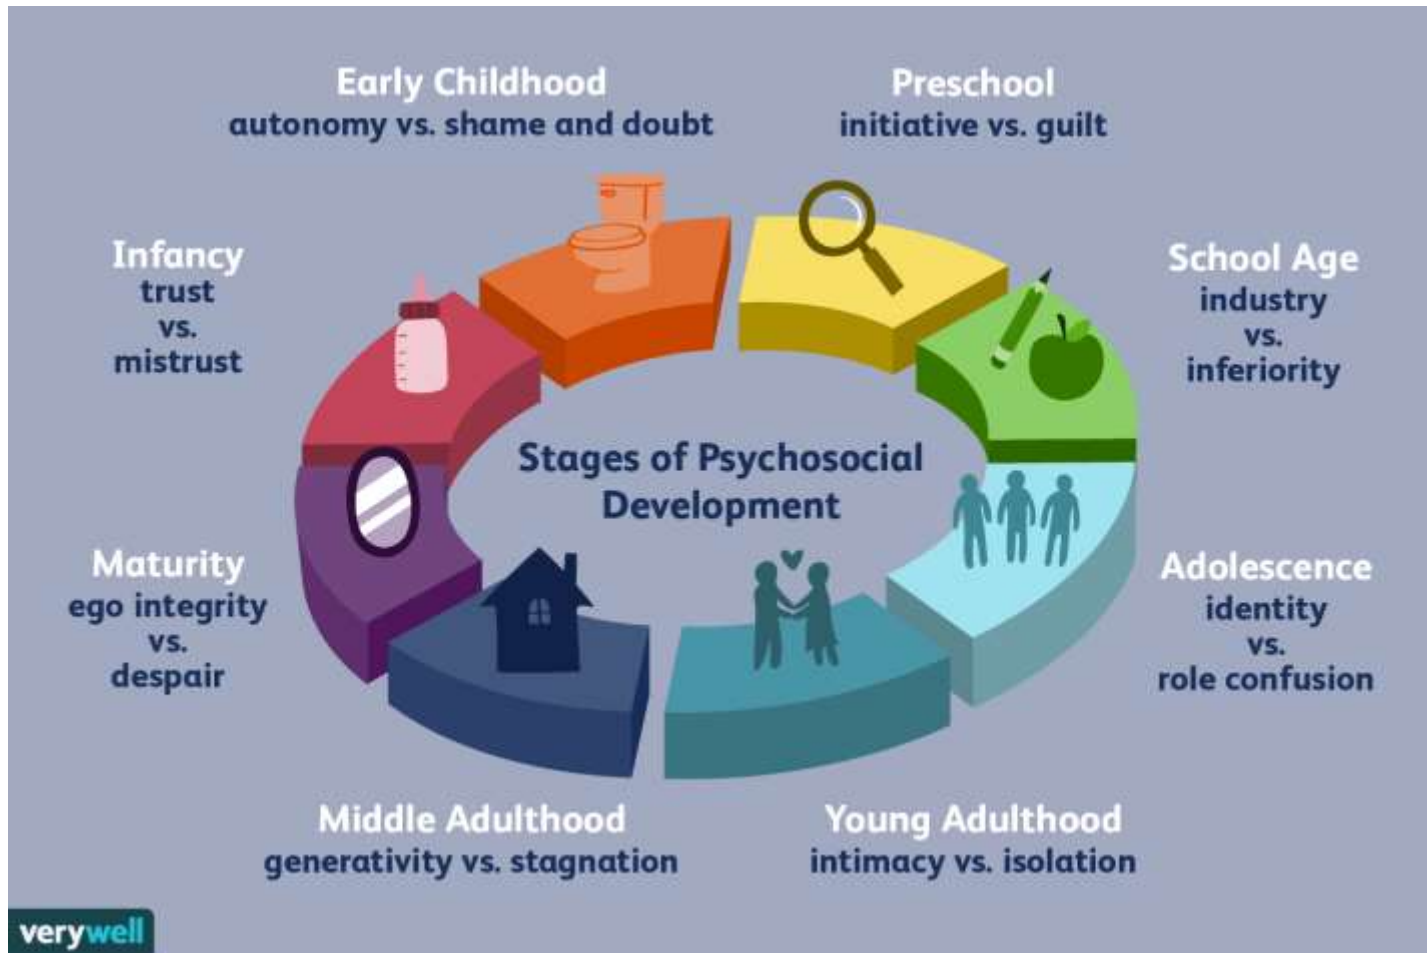 Early Childhood
autonomy vs. shame and doubt
Preschool
initiative vs. guilt
Infancy
trust
vs.
mistrust
School Age
industry
vs.
inferiority
Stages of Psychosocial
Development
Maturity
ego integrity
vs.
despair
Adolescence
identity
vs.
role confusion
Middle Adulthood
generativity vs. stagnation
Young Adulthood
intimacy vs. isolation
verywell